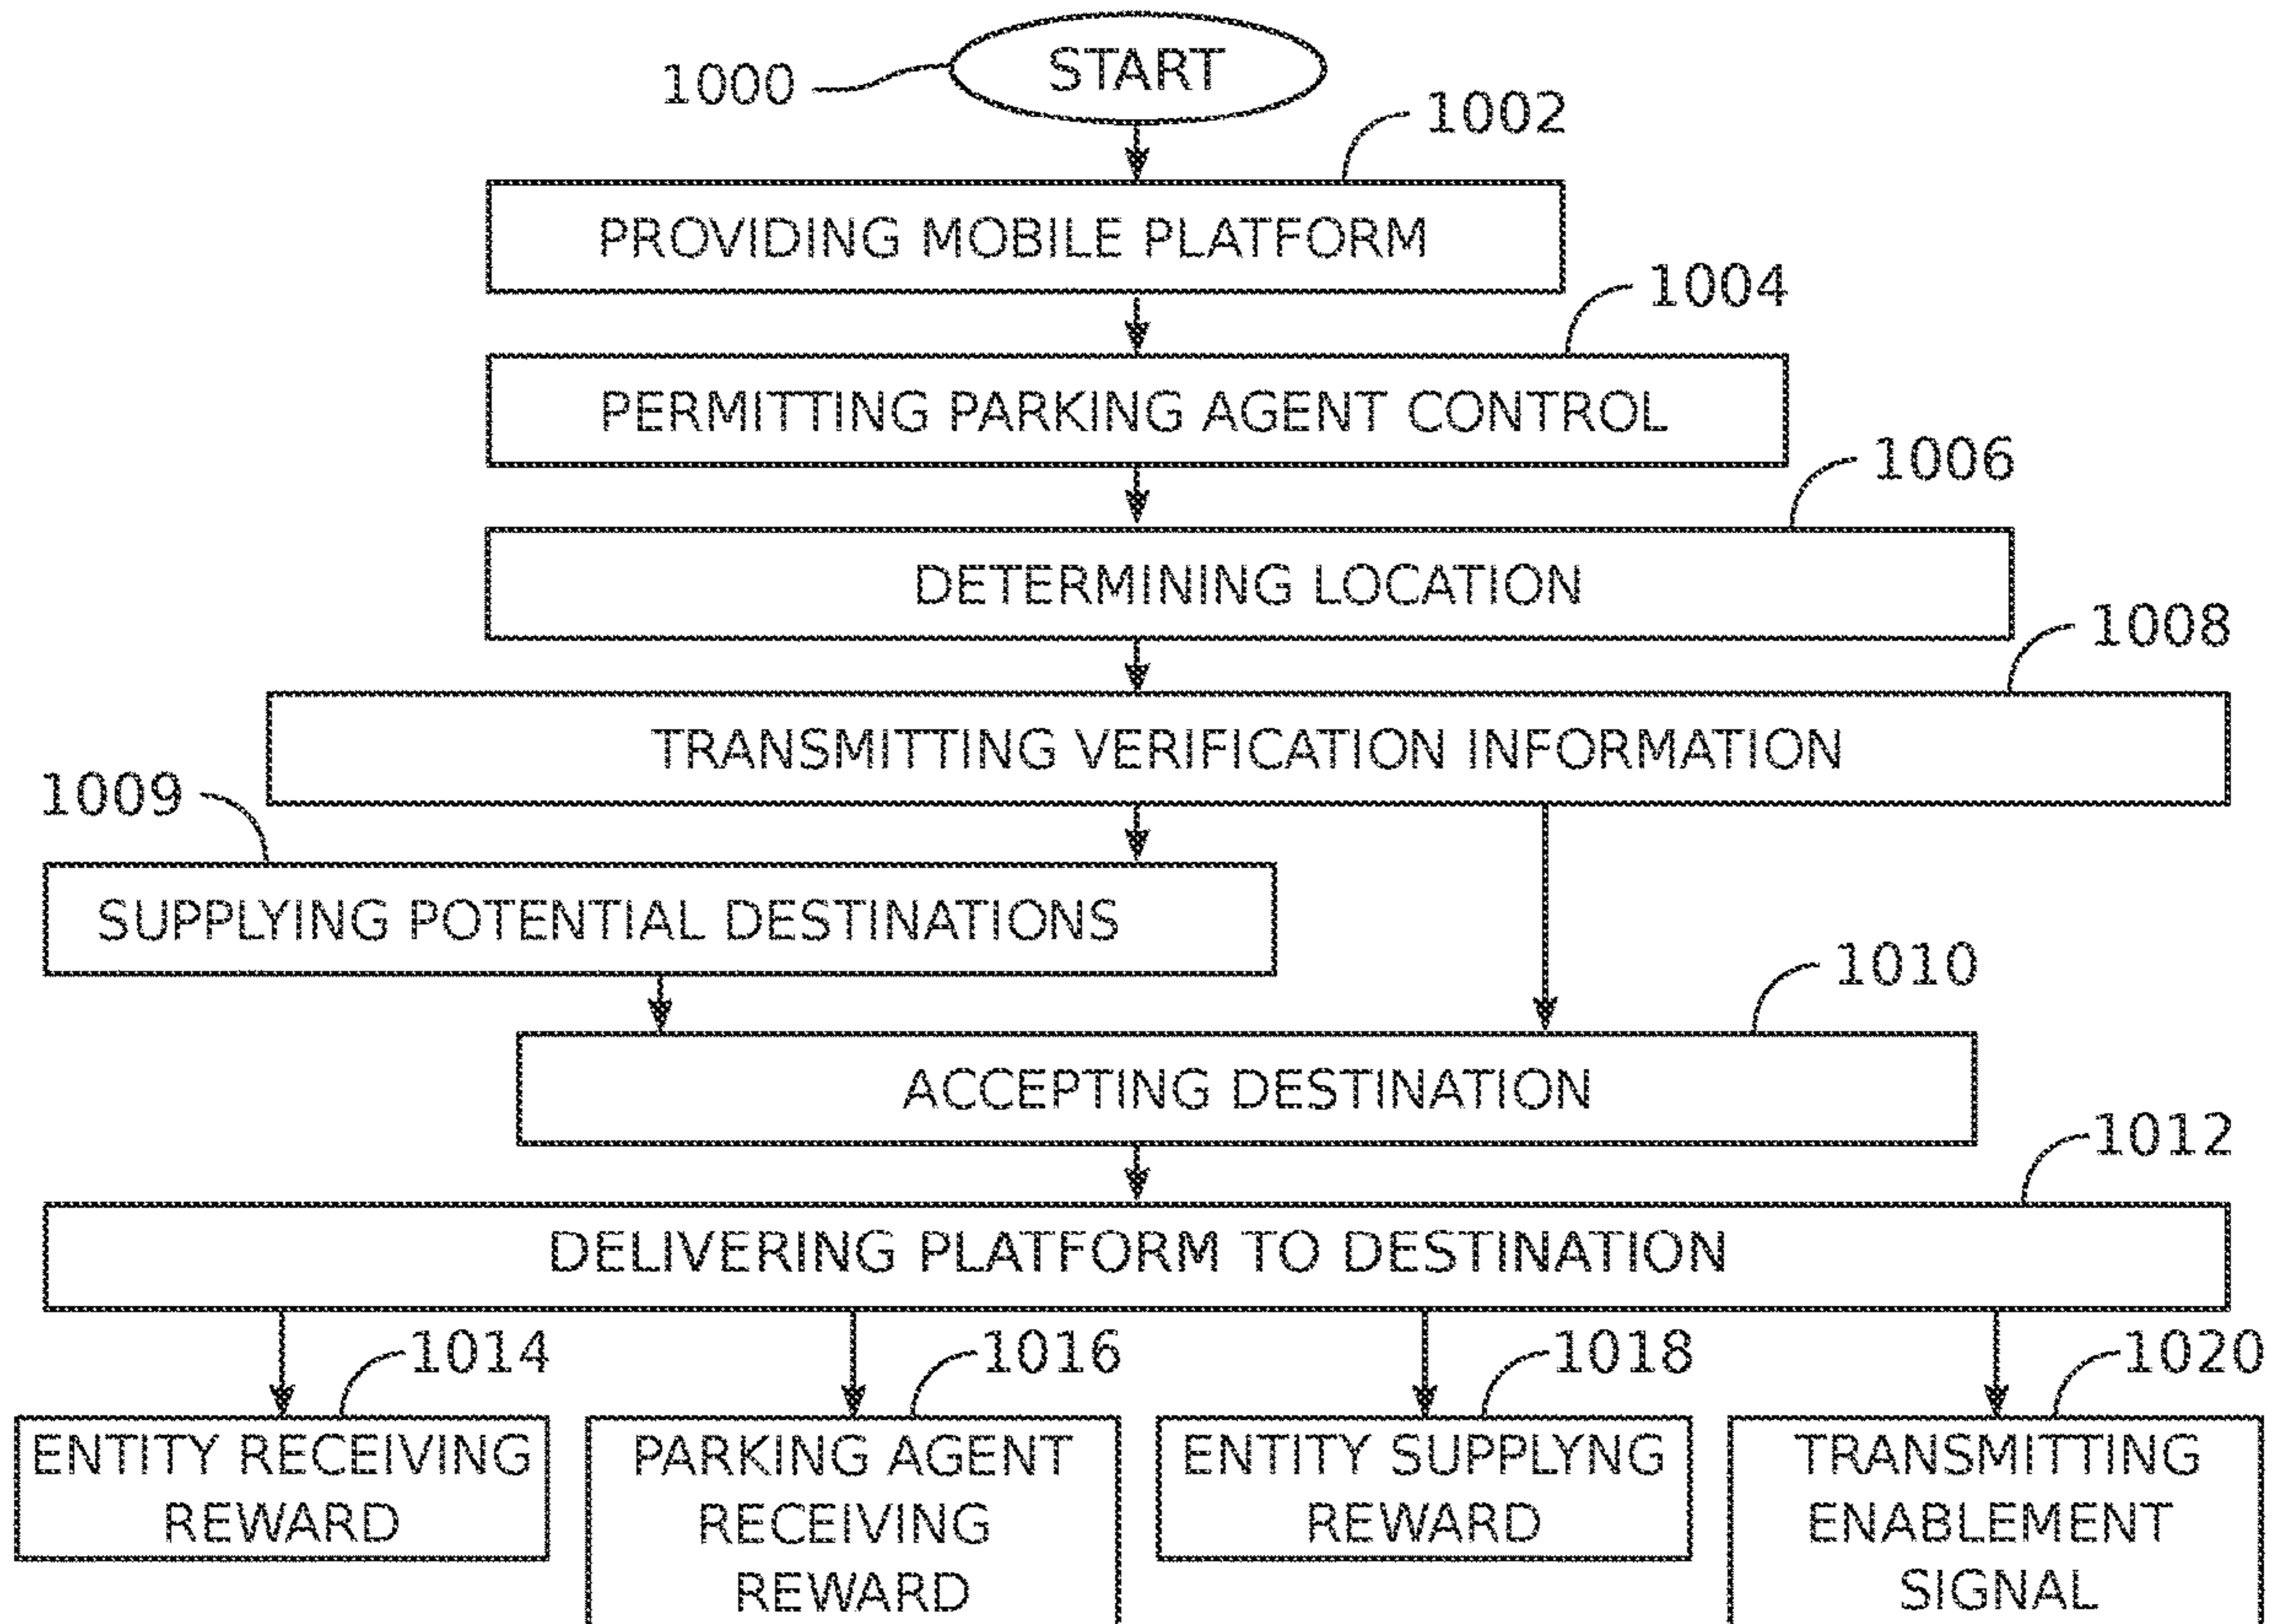 START
1000
1002
PROVIDING MOBILE PLATFORM
1004
PERMITTING PARKING AGENT CONTROL
1006
DETERMINING LOCATION
1008
TRANSMITTING VERIFICATION INFORMATION
1009
SUPPLYING POTENTIAL DESTINATIONS
1010
ACCEPTING DESTINATION
1012
DELIVERING PLATFORM TO DESTINATION
1014
ENTITY RECEIVING
REWARD
1016
PARKING AGENT
RECEIVING
REWARD
1018
ENTITY SUPPLYNG
REWARD
1020
TRANSMITTING
ENABLEMENT
SIGNAL